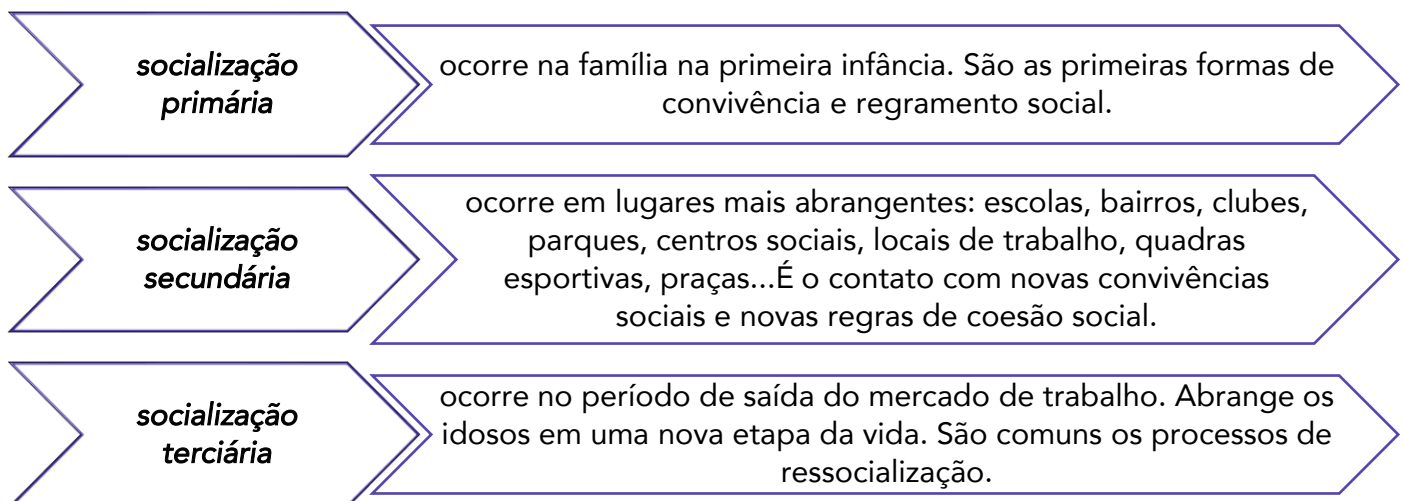 socialização
primária
ocorre na família na primeira infância. São as primeiras formas de
convivência e regramento social.
socialização
secundária
ocorre em lugares mais abrangentes: escolas, bairros, clubes,
parques, centros sociais, locais de trabalho, quadras
esportivas, praças...É o contato com novas convivências
sociais e novas regras de coesão social.
socialização
terciária
ocorre no período de saída do mercado de trabalho. Abrange os
idosos em uma nova etapa da vida. São comuns os processos de
ressocialização.